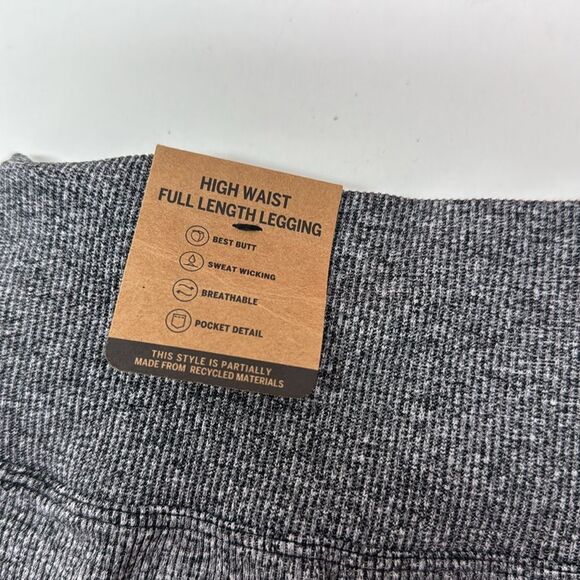 HIGH WAIST
FULL LENGTH LEGGING
BEST BUTT
SWEAT WICKING
BREATHABLE
POCKET DETAIL
THIS STYLE IS PARTIALLY
MADE FROM RECYCLED MATERIALS